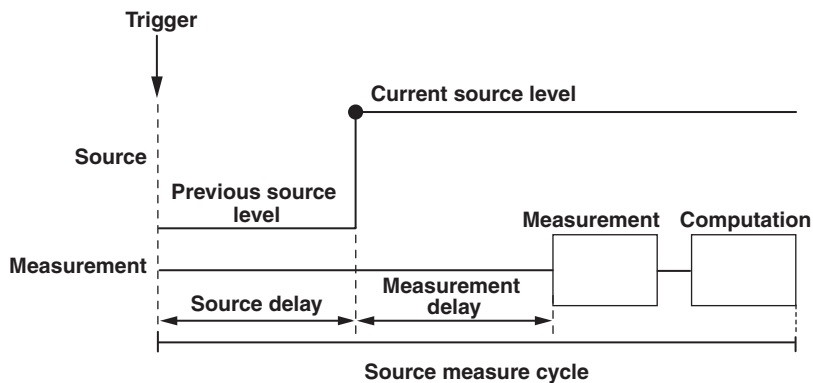 Trigger
Current source level
Source
Previous source
level
Measurement
Computation
Measurement
Source delay
Measurement
delay
Source measure cycle